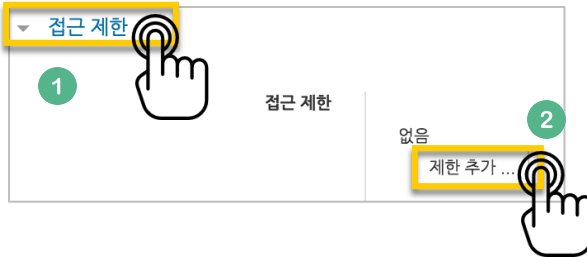 접근 제한
1
접근 제한
2
없음
제한 추가 ...